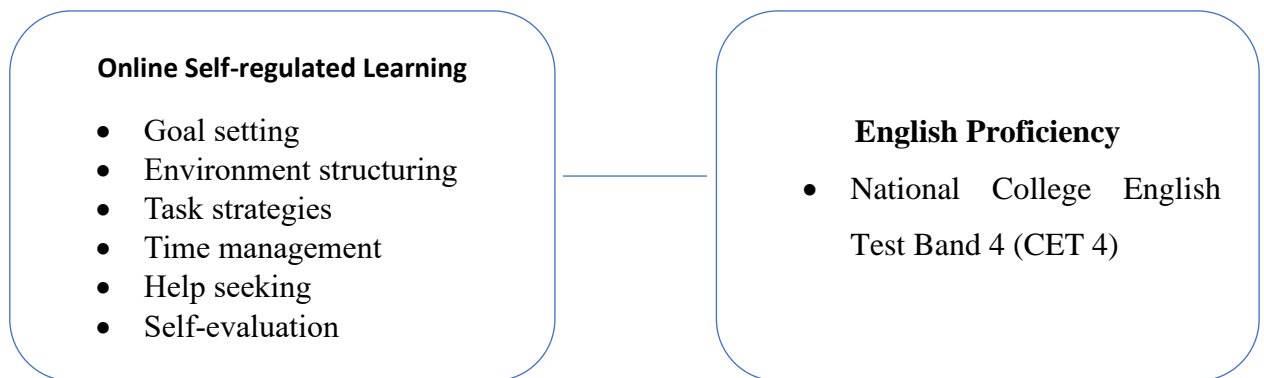 Online Self-regulated Learning
• Goal setting
• Environment structuring
• Task strategies
• Time management
• Help seeking
• Self-evaluation
English Proficiency
• National College English
Test Band 4 (CET 4)